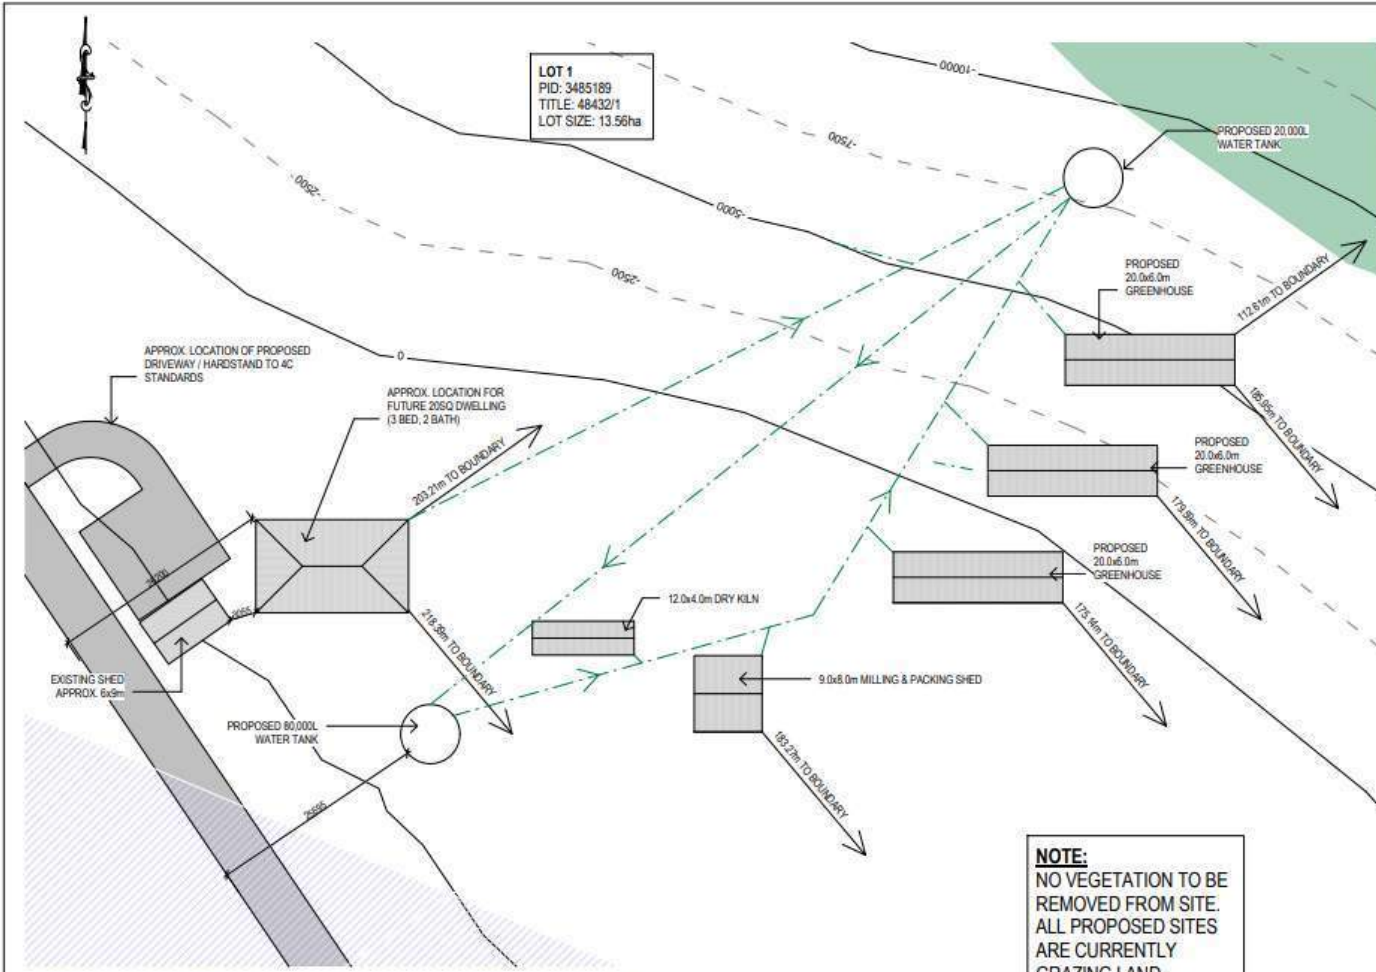 LOT 1
PID: 3485189
TITLE: 48432/1
LOT SIZE: 13.56ha
-10000
-7500
-5000
-2500
-2500
0
PROPOSED 20,000L
WATER TANK
PROPOSED
20.0x6.0m
GREENHOUSE
112.61m TO BOUNDARY
185.95m TO BOUNDARY
APPROX. LOCATION OF PROPOSED
DRIVEWAY / HARDSTAND TO 4C
STANDARDS
APPROX. LOCATION FOR
FUTURE 20SQ DWELLING
(3 BED, 2 BATH)
203.21m TO BOUNDARY
PROPOSED
20.0x6.0m
GREENHOUSE
179.59m TO BOUNDARY
PROPOSED
20.0x6.0m
GREENHOUSE
175.14m TO BOUNDARY
12.0x4.0m DRY KILN
218.39m TO BOUNDARY
EXISTING SHED
APPROX. 6x9m
9.0x8.0m MILLING & PACKING SHED
183.27m TO BOUNDARY
PROPOSED 80,000L
WATER TANK
25695
NOTE:
NO VEGETATION TO BE
REMOVED FROM SITE.
ALL PROPOSED SITES
ARE CURRENTLY
GRAZING LAND